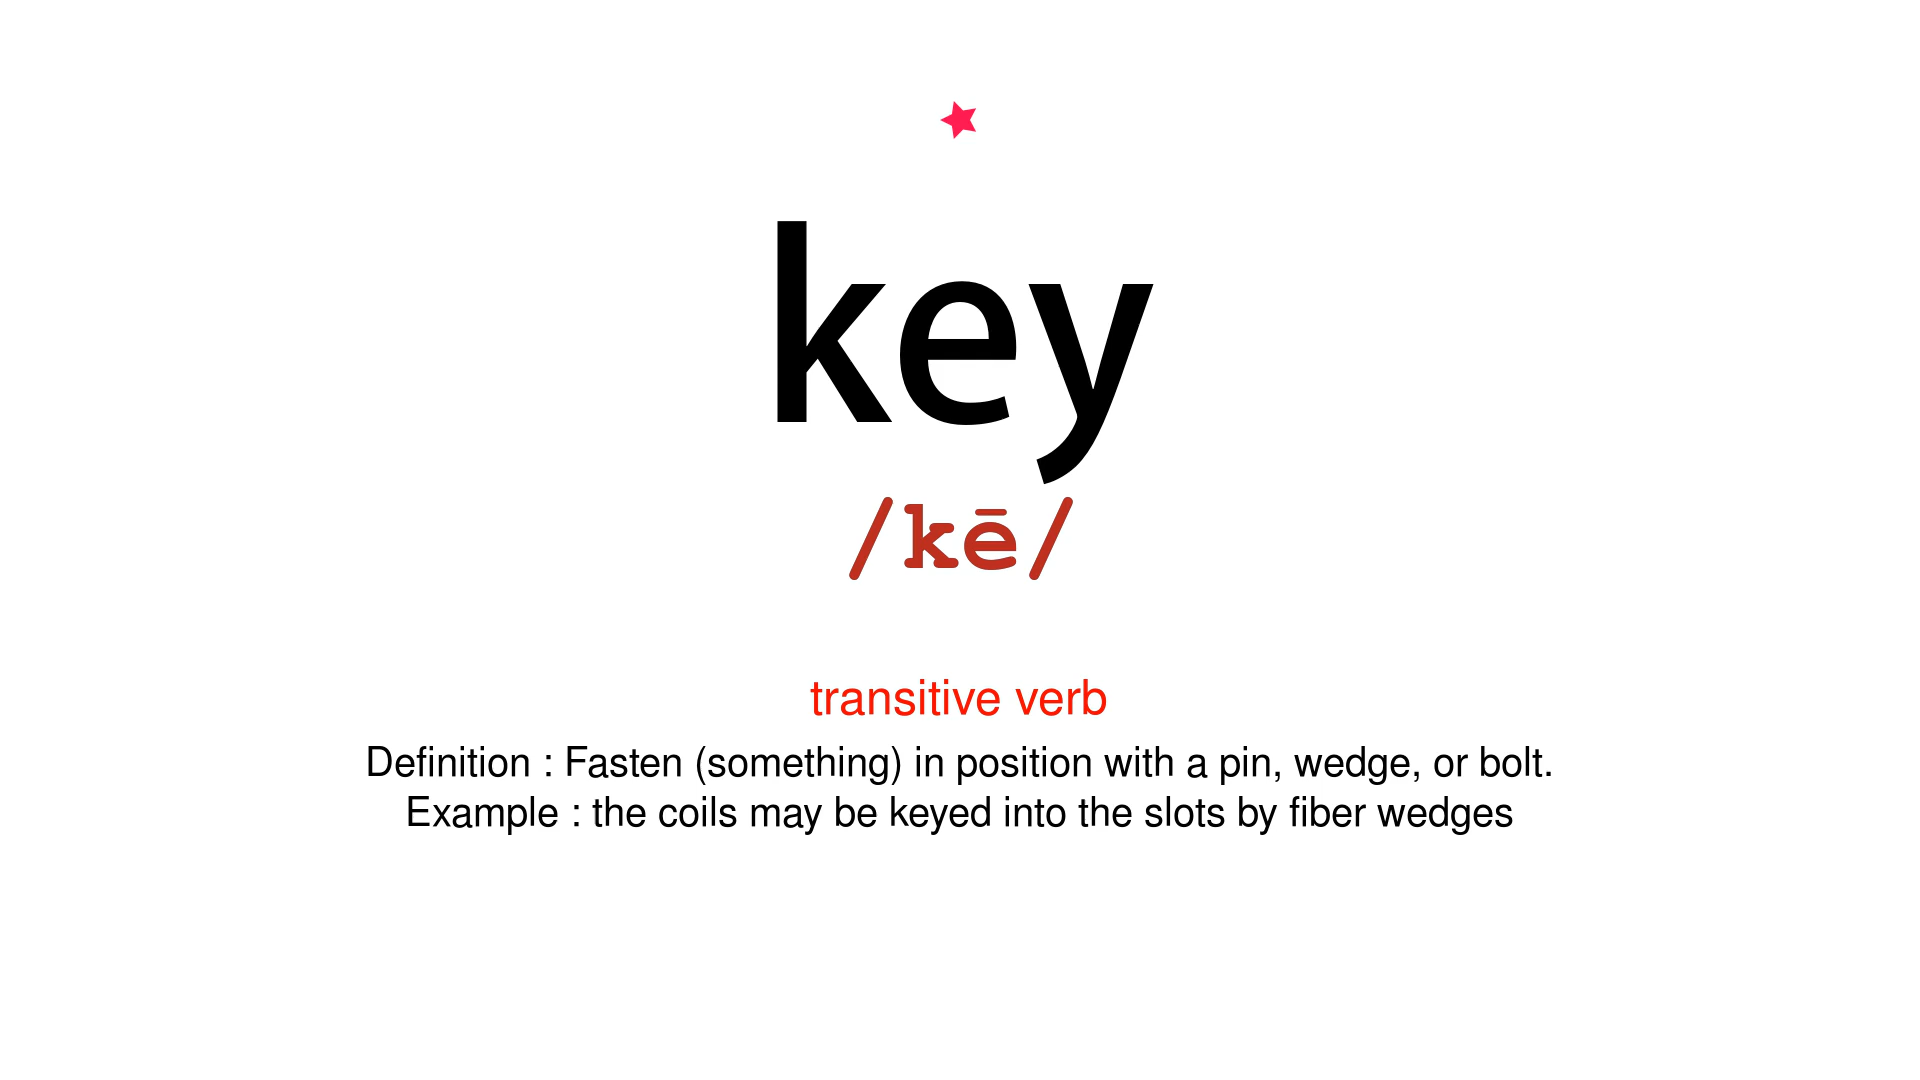 key
/kē/
transitive verb
Definition : Fasten (something) in position with a pin, wedge, or bolt.
Example : the coils may be keyed into the slots by fiber wedges